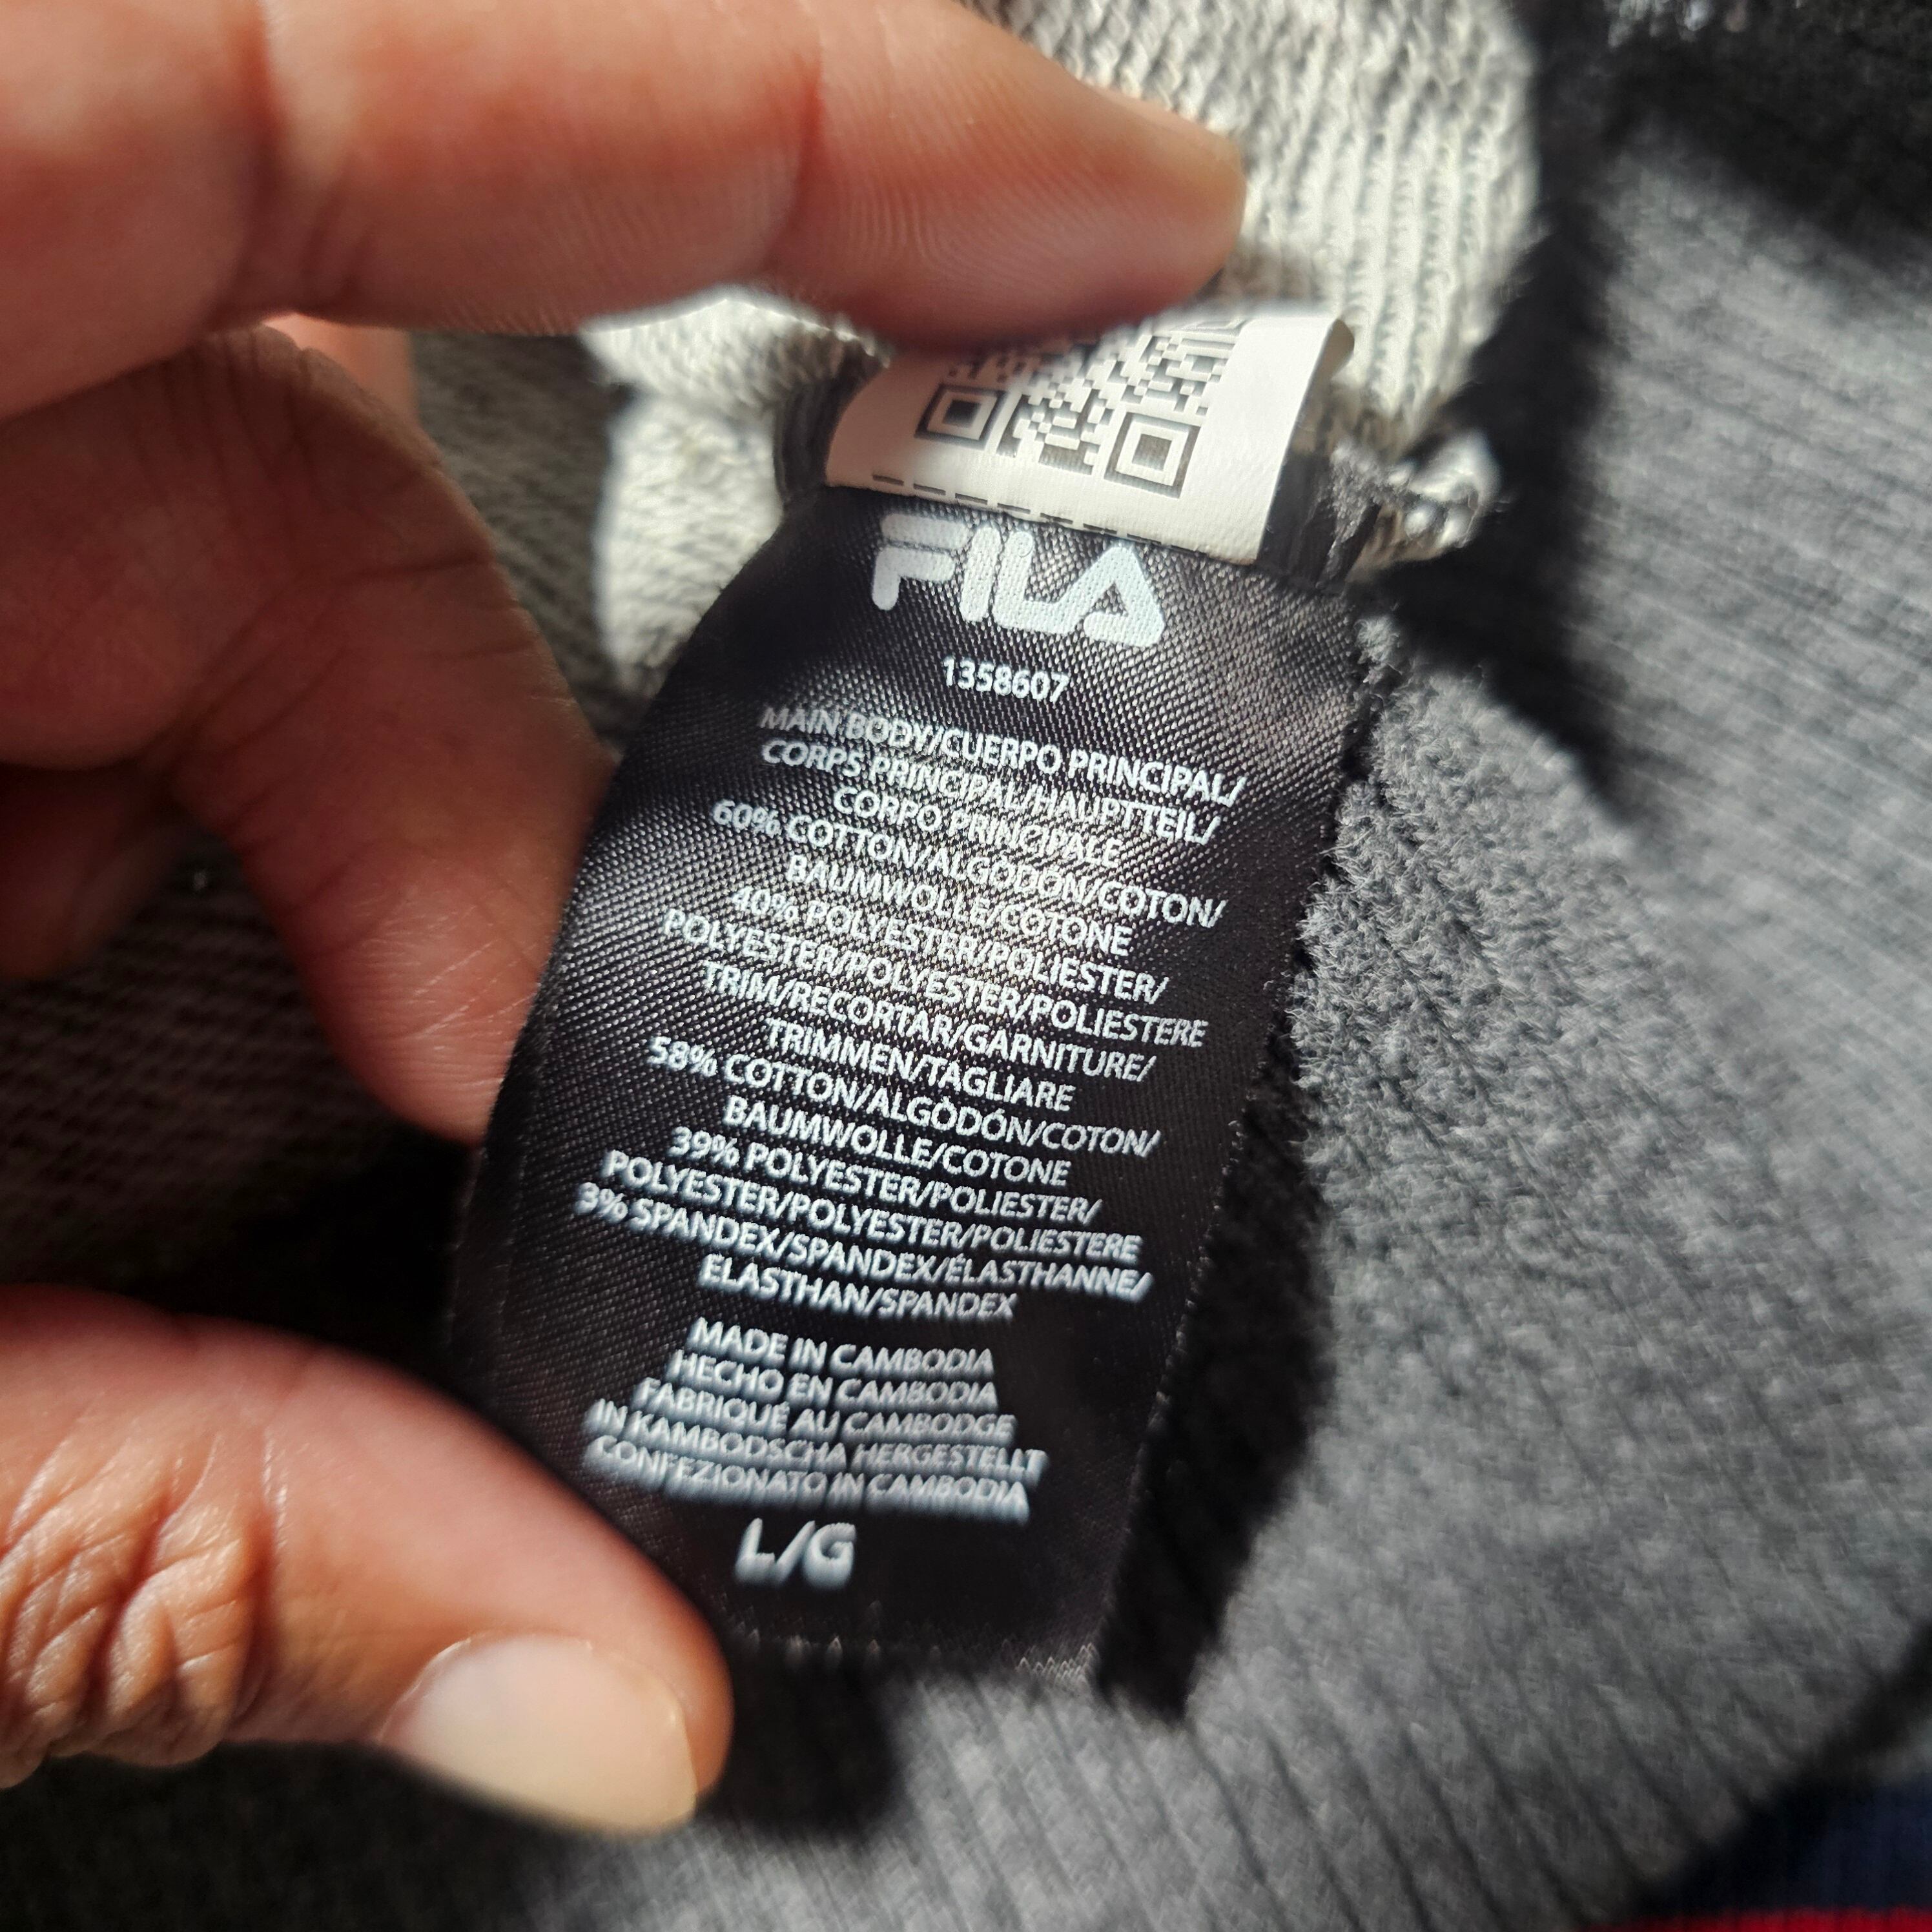 FILA
1358607
MAIN BODY/CUERPO PRINCIPAL/
CORPS PRINCIPAL/HAUPTTEIL/
CORPO PRINCIPALE
60% COTTON/ALGÒDÓN/COTON/
BAUMWOLLE/COTONE
40% POLYESTER/POLIESTER/
POLYESTER/POLYESTER/POLIESTERE
TRIM/RECORTAR/GARNITURE/
TRIMMEN/TAGLIARE
58% COTTON/ALGÒDÓN/COTON/
BAUMWOLLE/COTONE
39% POLYESTER/POLIESTER/
POLYESTER/POLYESTER/POLIESTERE
3% SPANDEX/SPANDEX/ÉLASTHANNE/
ELASTHAN/SPANDEX
MADE IN CAMBODIA
HECHO EN CAMBODIA
FABRIQUÉ AU CAMBODGE
IN KAMBODSCHA HERGESTELLT
CONFEZIONATO IN CAMBODIA
L/G